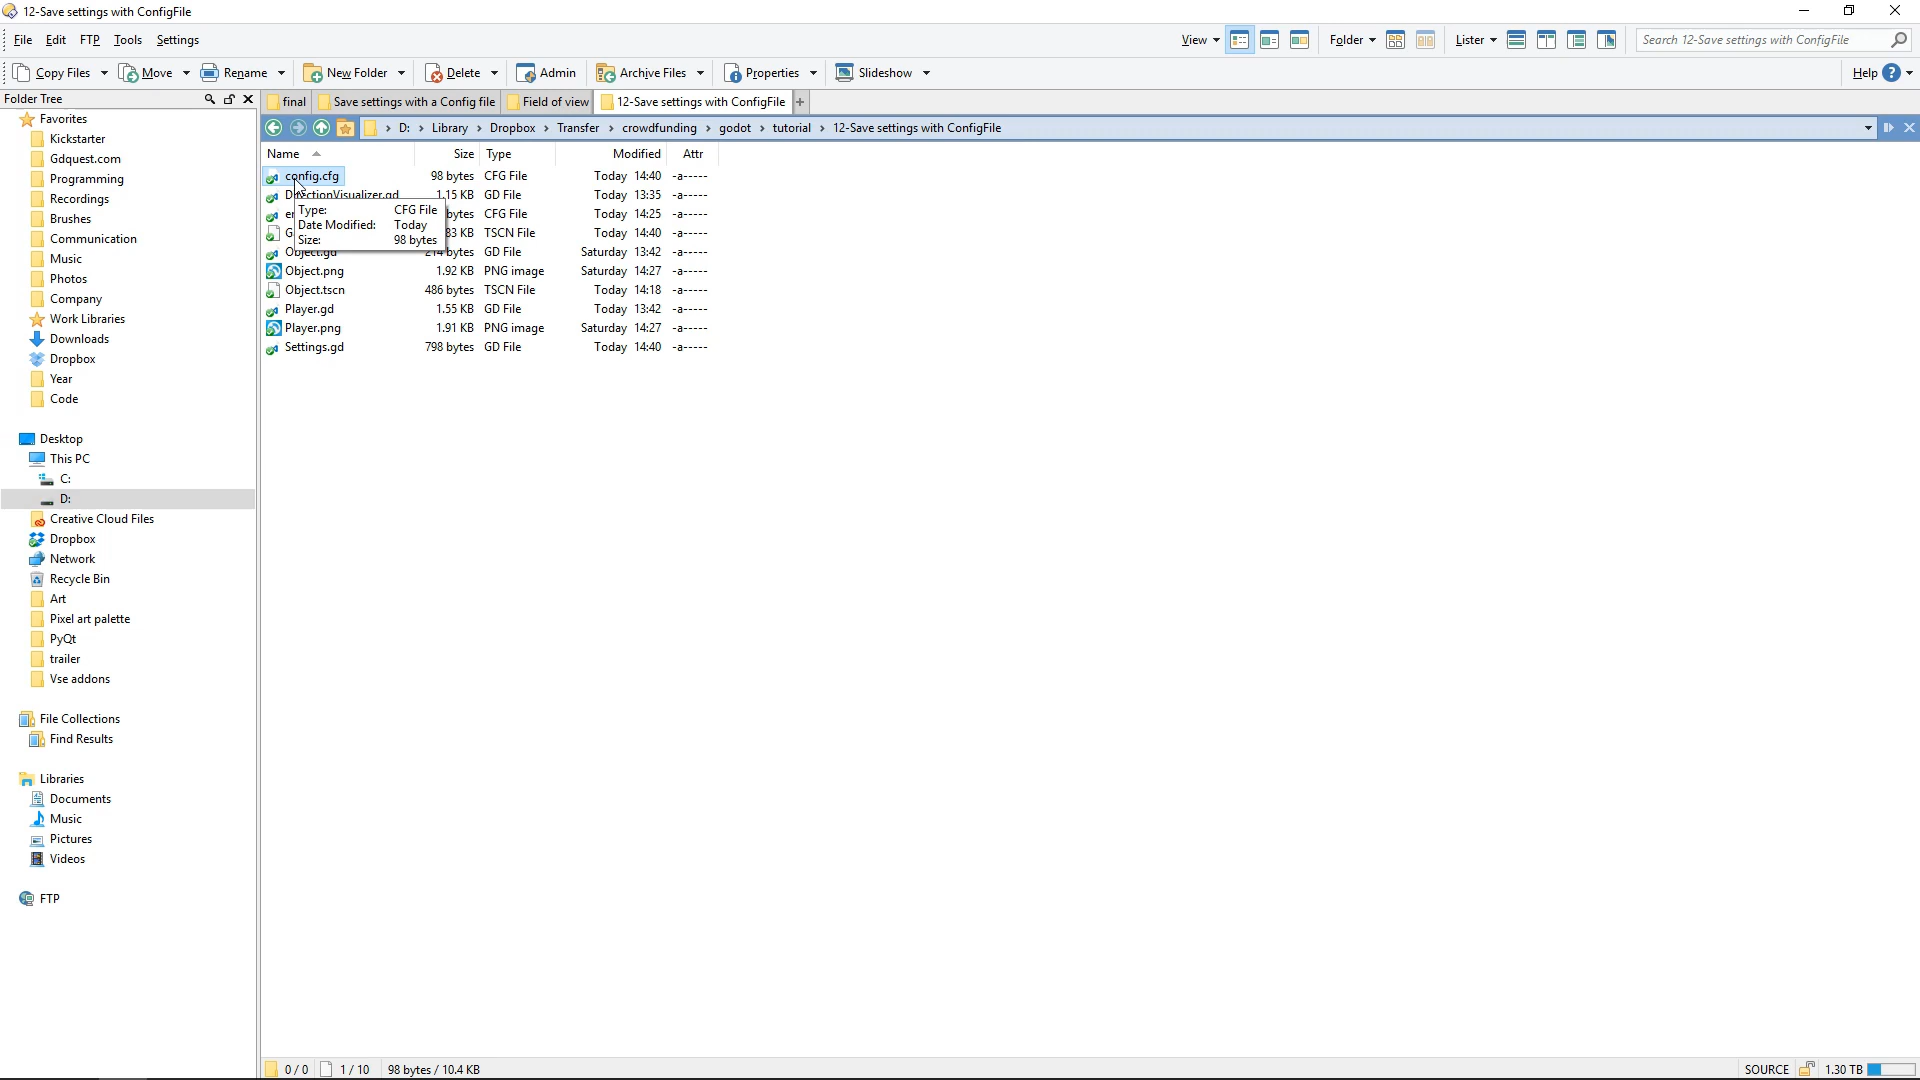 12-Save settings with ConfigFile
File Edit FTP Tools Settings
View Folder Lister Search 12-Save settings with ConfigFile
Copy Files Move Rename New Folder Delete Admin Archive Files Properties Slideshow Help
Folder Tree
final Save settings with a Config file Field of view 12-Save settings with ConfigFile +
D: › Library › Dropbox › Transfer › crowdfunding › godot › tutorial › 12-Save settings with ConfigFile
Favorites
Kickstarter
Gdquest.com
Programming
Recordings
Brushes
Communication
Music
Photos
Company
Work Libraries
Downloads
Dropbox
Year
Code
Desktop
This PC
C:
D:
Creative Cloud Files
Dropbox
Network
Recycle Bin
Art
Pixel art palette
PyQt
trailer
Vse addons
File Collections
Find Results
Libraries
Documents
Music
Pictures
Videos
FTP
Name Size Type Modified Attr
config.cfg 98 bytes CFG File Today 14:40 -a-----
DirectionVisualizer.gd 1.15 KB GD File Today 13:35 -a-----
bytes CFG File Today 14:25 -a-----
KB TSCN File Today 14:40 -a-----
Object.gd 214 bytes GD File Saturday 13:42 -a-----
Object.png 1.92 KB PNG image Saturday 14:27 -a-----
Object.tscn 486 bytes TSCN File Today 14:18 -a-----
Player.gd 1.55 KB GD File Today 13:42 -a-----
Player.png 1.91 KB PNG image Saturday 14:27 -a-----
Settings.gd 798 bytes GD File Today 14:40 -a-----
Type: CFG File
Date Modified: Today
Size: 98 bytes
0 / 0 1 / 10 98 bytes / 10.4 KB SOURCE 1.30 TB